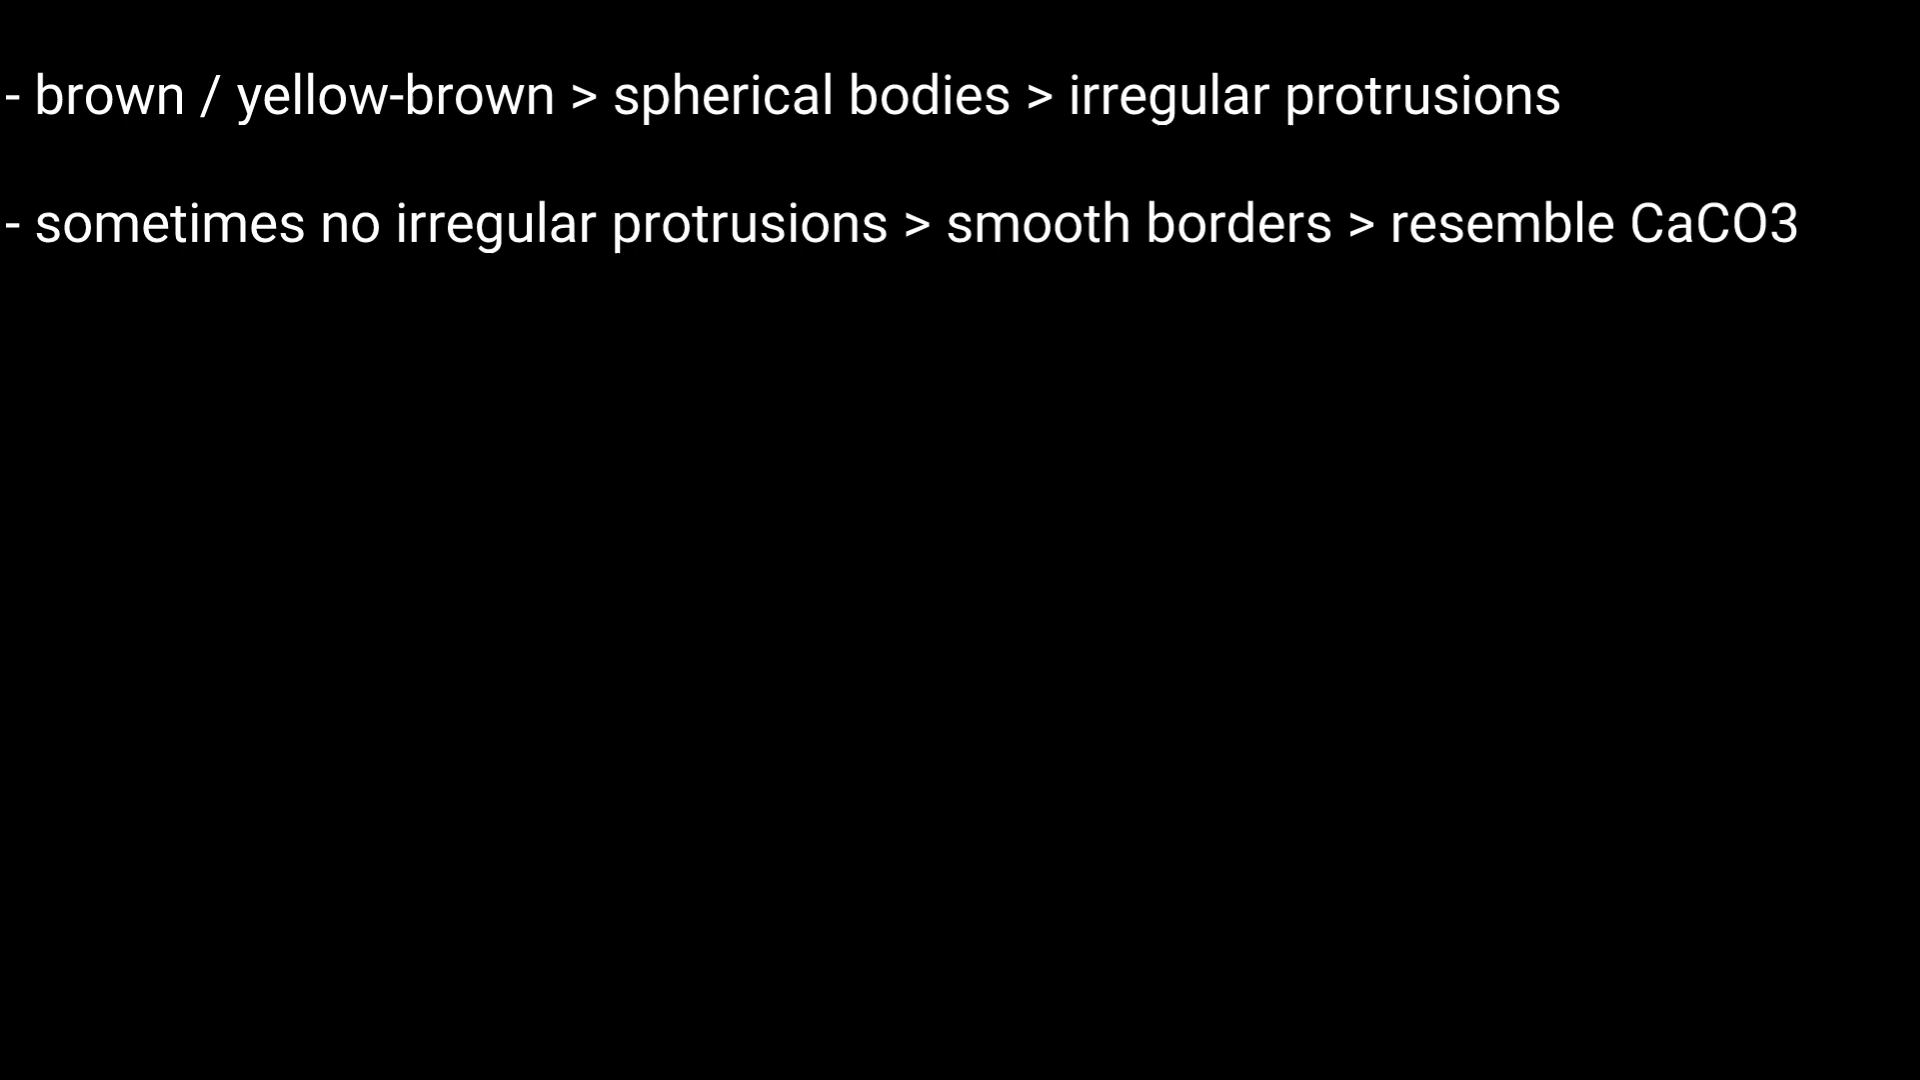 - brown / yellow-brown > spherical bodies > irregular protrusions
- sometimes no irregular protrusions > smooth borders > resemble CaCO3